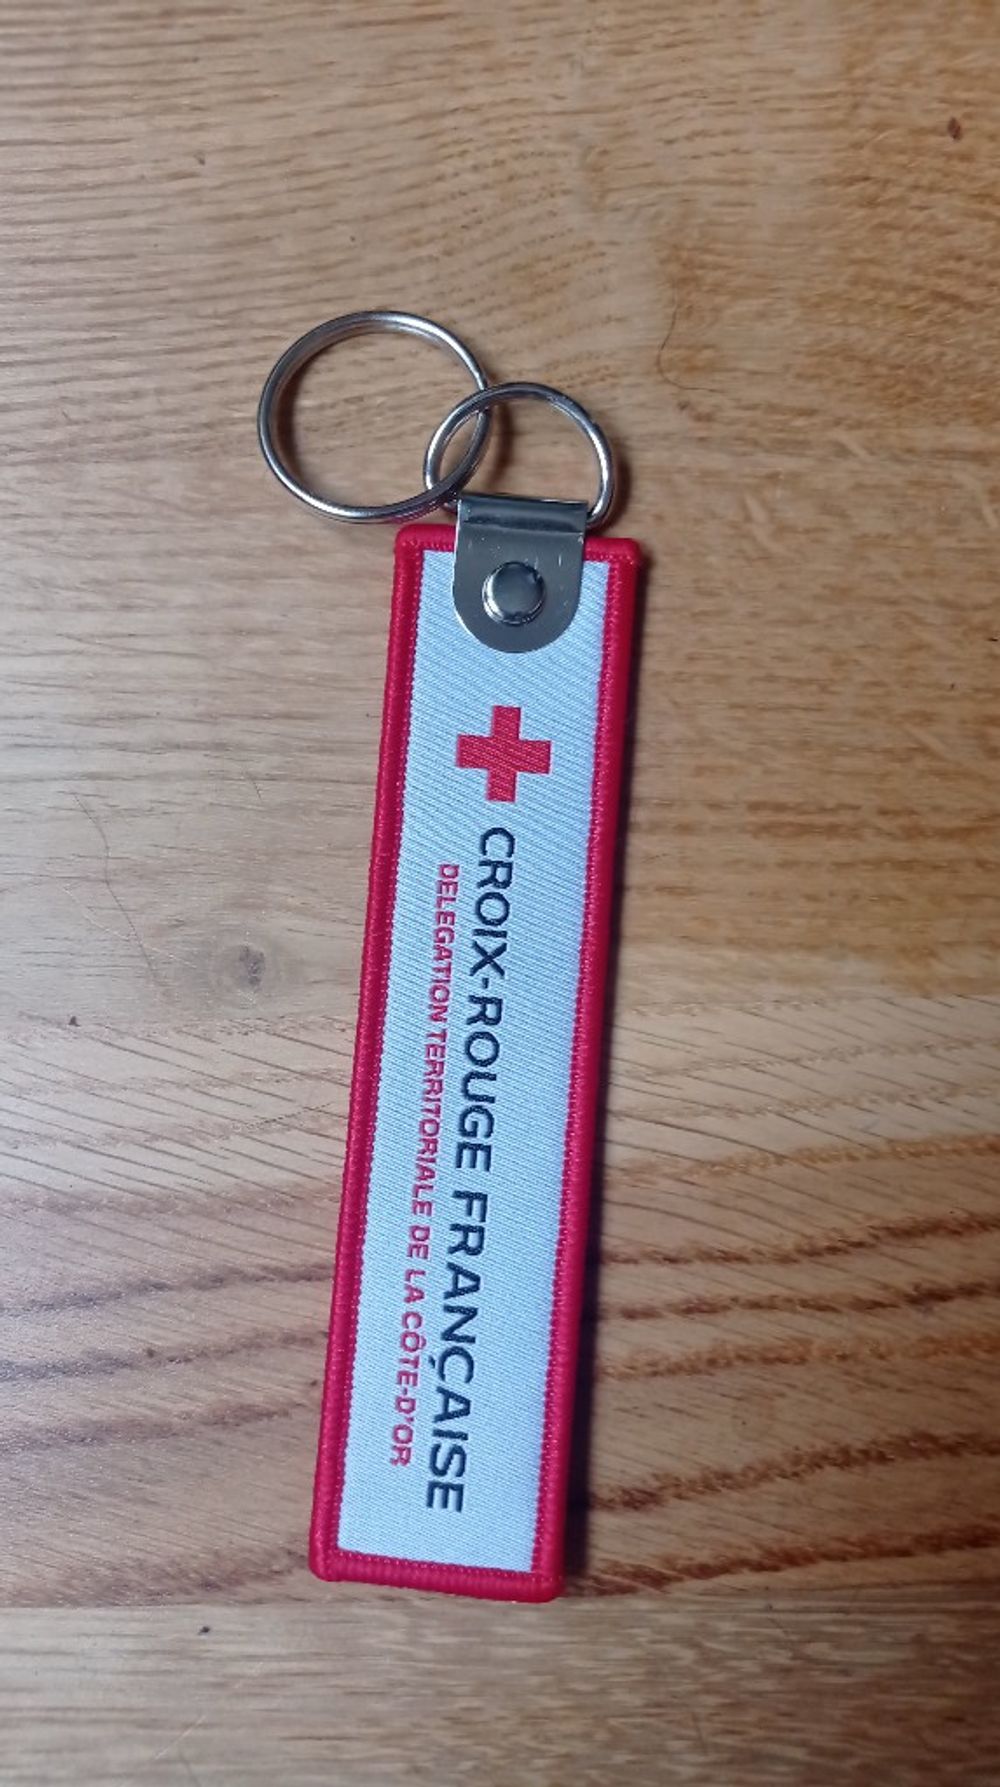 CROIX-ROUGE FRANÇAISE
DELEGATION TERRITORIALE DE LA CÔTE-D'OR